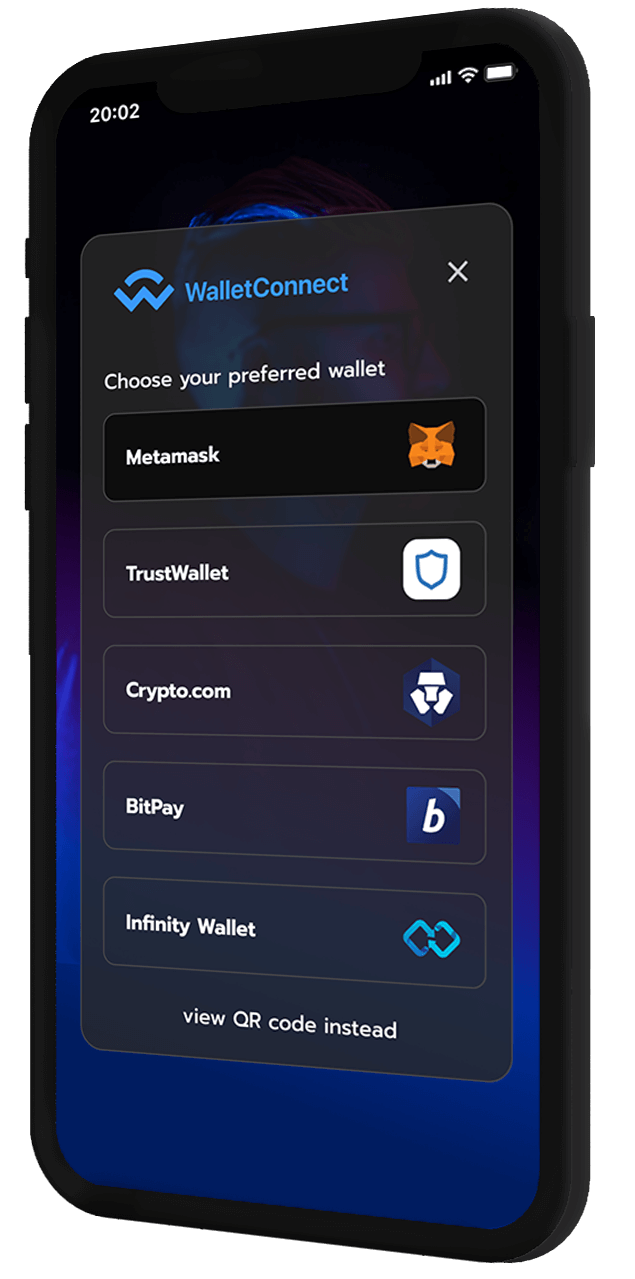 20:02
WalletConnect
Choose your preferred wallet
Metamask
TrustWallet
Crypto.com
BitPay
b
Infinity Wallet
view QR code instead